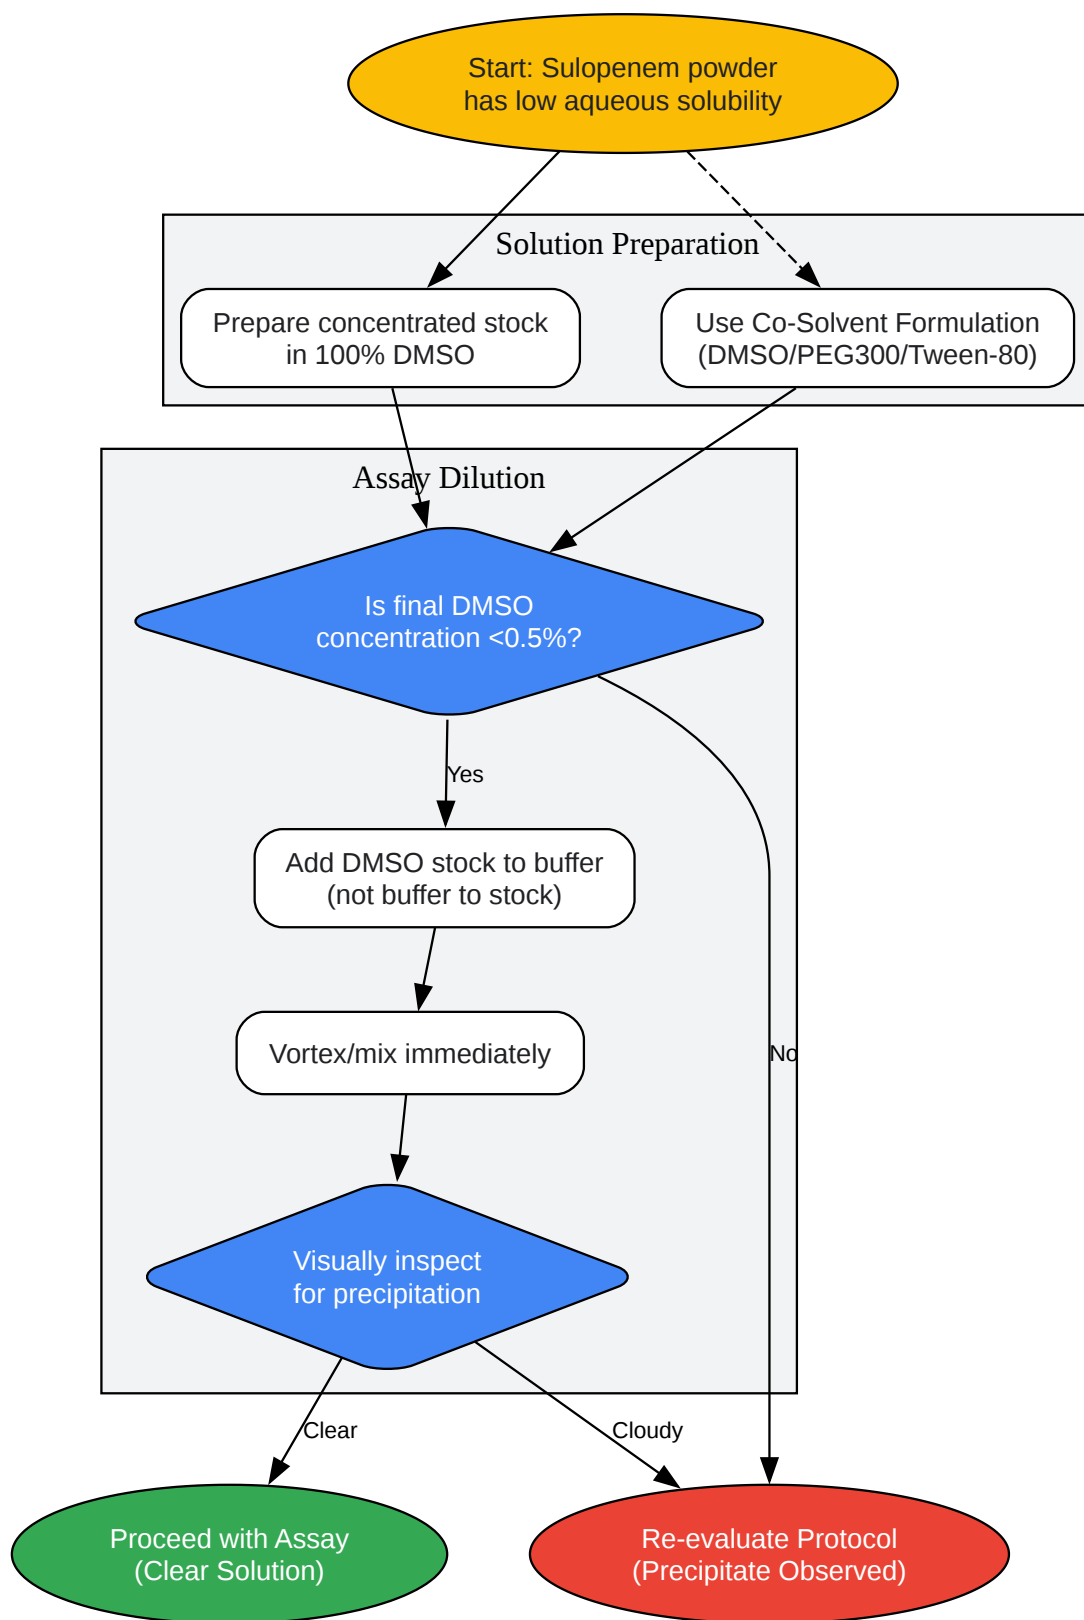 Start: Sulopenem powder
has low aqueous solubility
Solution Preparation
Prepare concentrated stock
in 100% DMSO
Use Co-Solvent Formulation
(DMSO/PEG300/Tween-80)
Assay Dilution
Is final DMSO
concentration <0.5%?
Yes
Add DMSO stock to buffer
(not buffer to stock)
Vortex/mix immediately
No
Visually inspect
for precipitation
Clear
Cloudy
Proceed with Assay
(Clear Solution)
Re-evaluate Protocol
(Precipitate Observed)